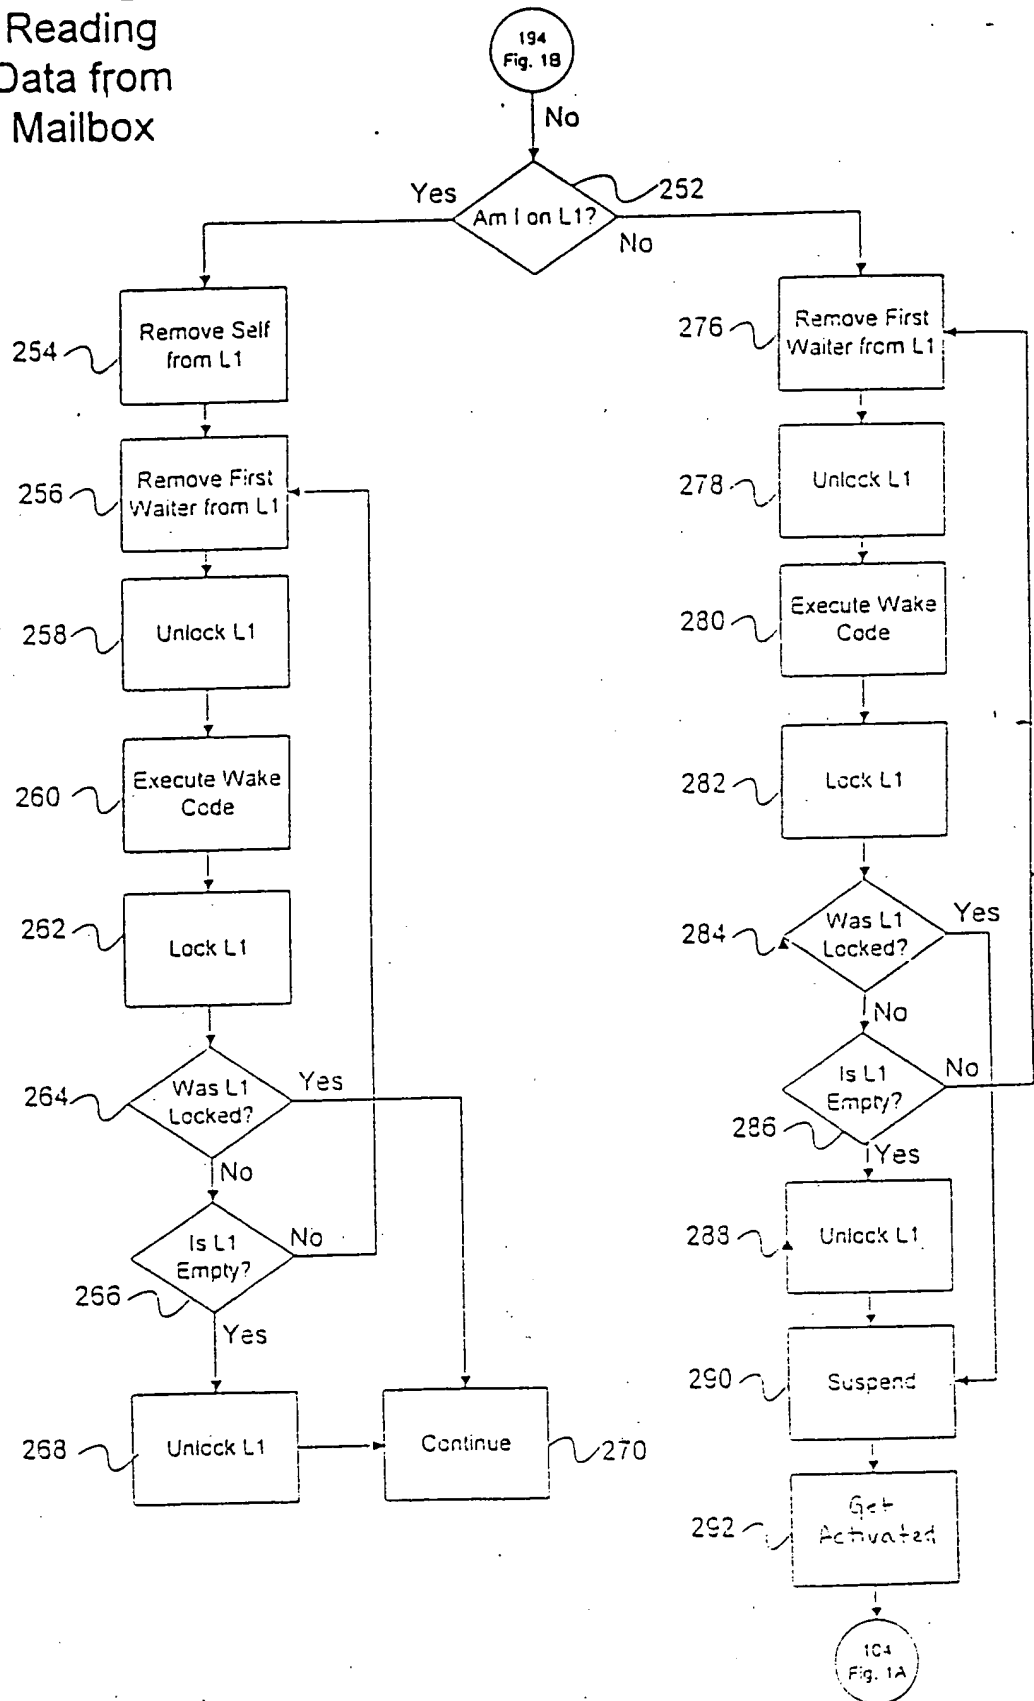 Reading
Data from
Mailbox
194
Fig. 1B
No
Yes
252
Am I on L1?
No
254
Remove Self
from L1
276
Remove First
Waiter from L1
256
Remove First
Waiter from L1
278
Unlock L1
258
Unlock L1
280
Execute Wake
Code
260
Execute Wake
Code
282
Lock L1
262
Lock L1
284
Was L1
Locked?
Yes
No
264
Was L1
Locked?
Yes
No
Is L1
Empty?
No
286
Yes
Is L1
Empty?
No
266
Yes
288
Unlock L1
290
Suspend
268
Unlock L1
Continue
270
292
Get
Activated
104
Fig. 1A